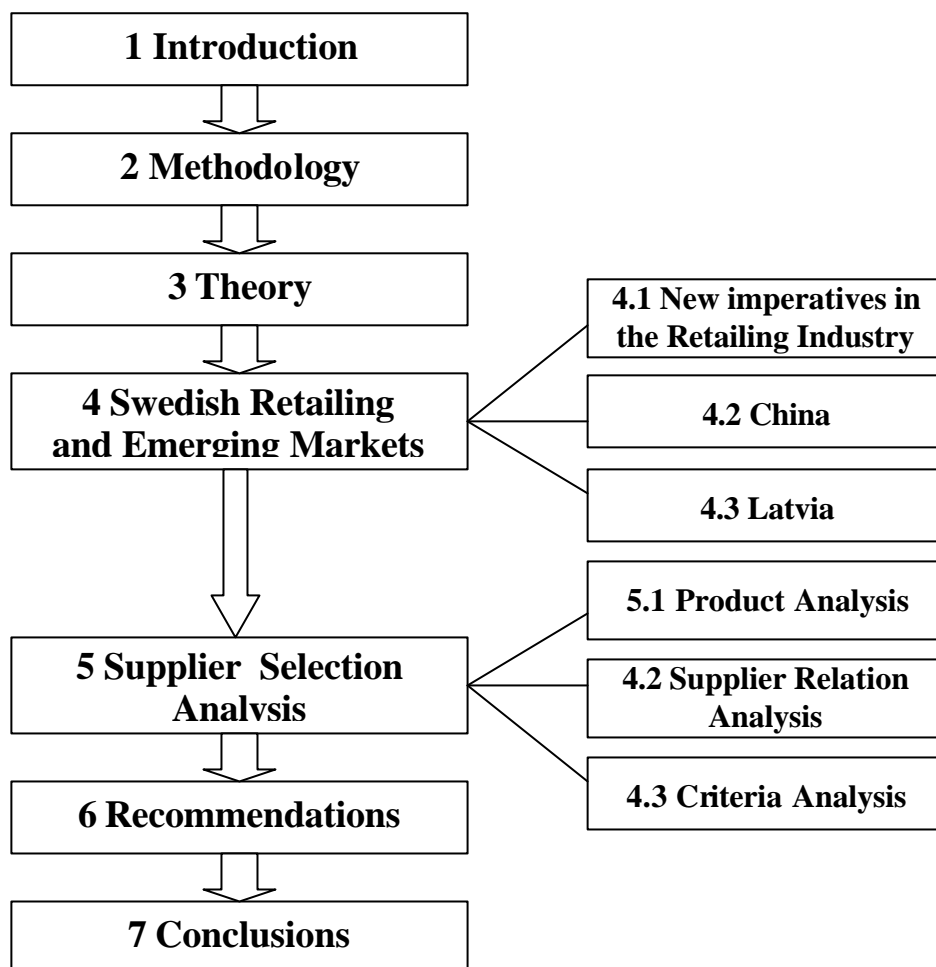 1 Introduction
2 Methodology
3 Theory
4 Swedish Retailing
and Emerging Markets
4.1 New imperatives in
the Retailing Industry
4.2 China
4.3 Latvia
5 Supplier Selection
Analysis
5.1 Product Analysis
4.2 Supplier Relation
Analysis
4.3 Criteria Analysis
6 Recommendations
7 Conclusions